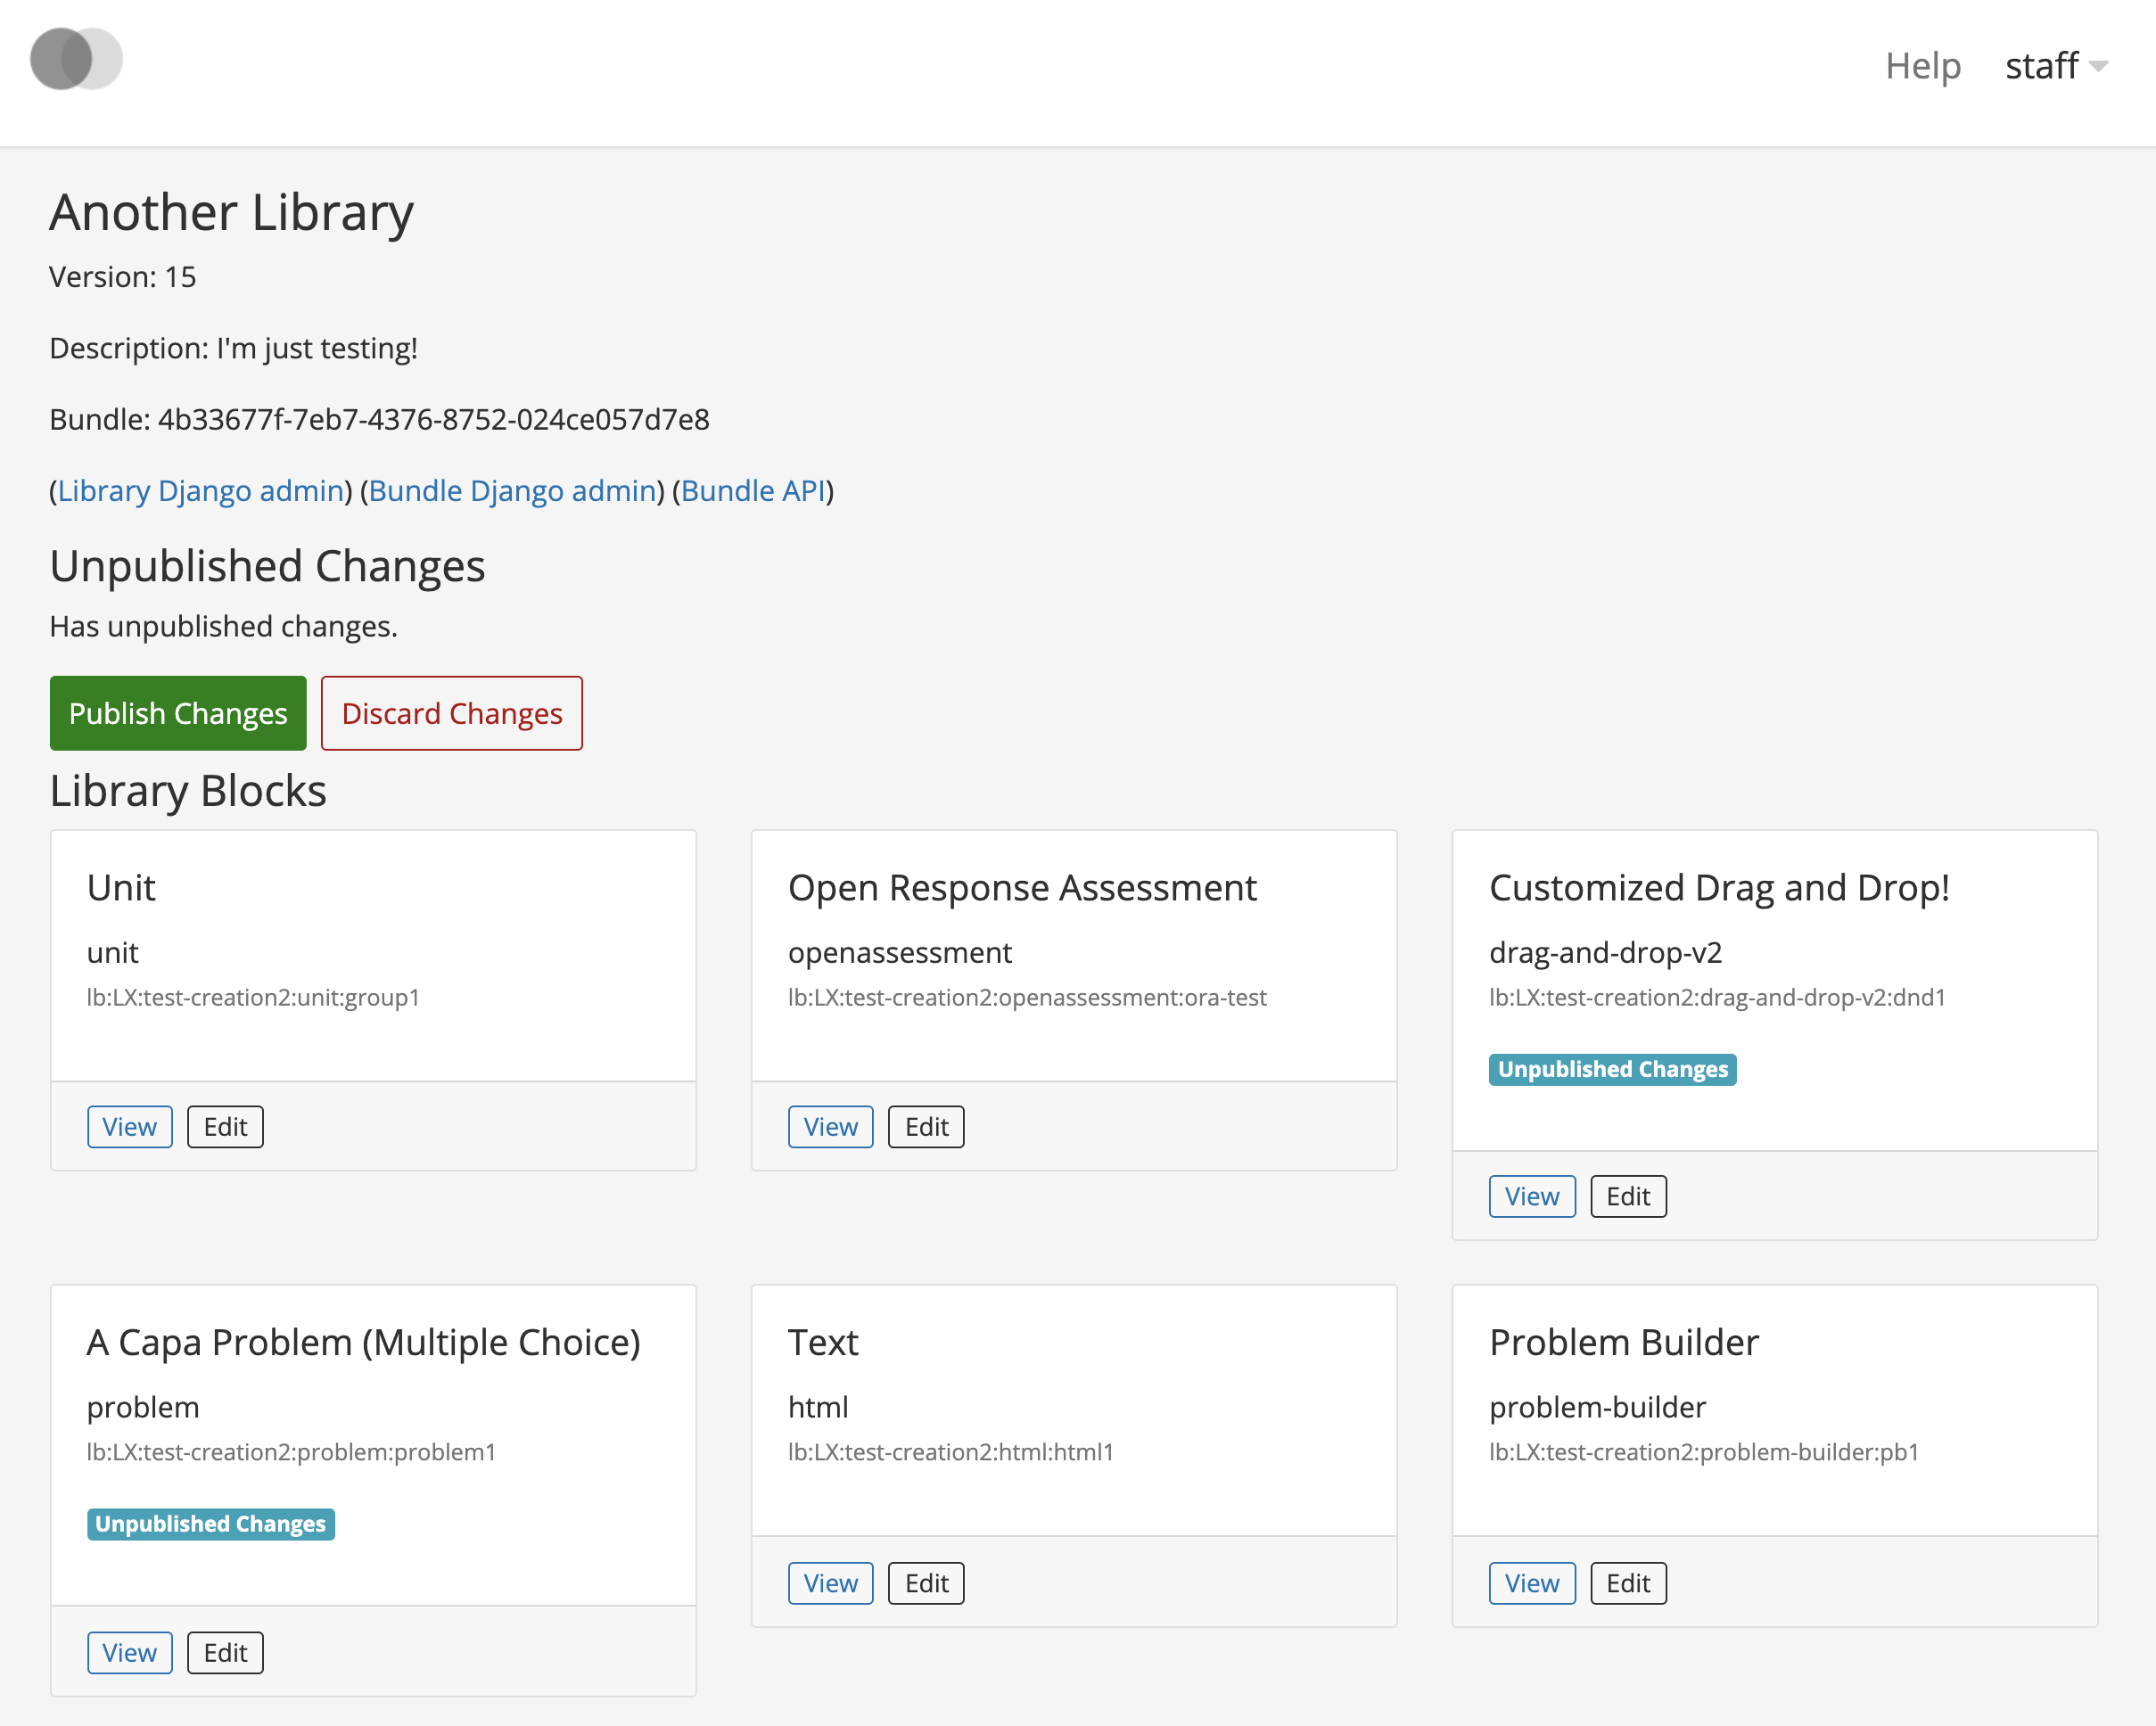 Help staff
Another Library
Version: 15
Description: I'm just testing!
Bundle: 4b33677f-7eb7-4376-8752-024ce057d7e8
(Library Django admin) (Bundle Django admin) (Bundle API)
Unpublished Changes
Has unpublished changes.
Publish Changes Discard Changes
Library Blocks
Unit
unit
lb:LX:test-creation2:unit:group1
View Edit
Open Response Assessment
openassessment
lb:LX:test-creation2:openassessment:ora-test
View Edit
Customized Drag and Drop!
drag-and-drop-v2
lb:LX:test-creation2:drag-and-drop-v2:dnd1
Unpublished Changes
View Edit
A Capa Problem (Multiple Choice)
problem
lb:LX:test-creation2:problem:problem1
Unpublished Changes
View Edit
Text
html
lb:LX:test-creation2:html:html1
View Edit
Problem Builder
problem-builder
lb:LX:test-creation2:problem-builder:pb1
View Edit